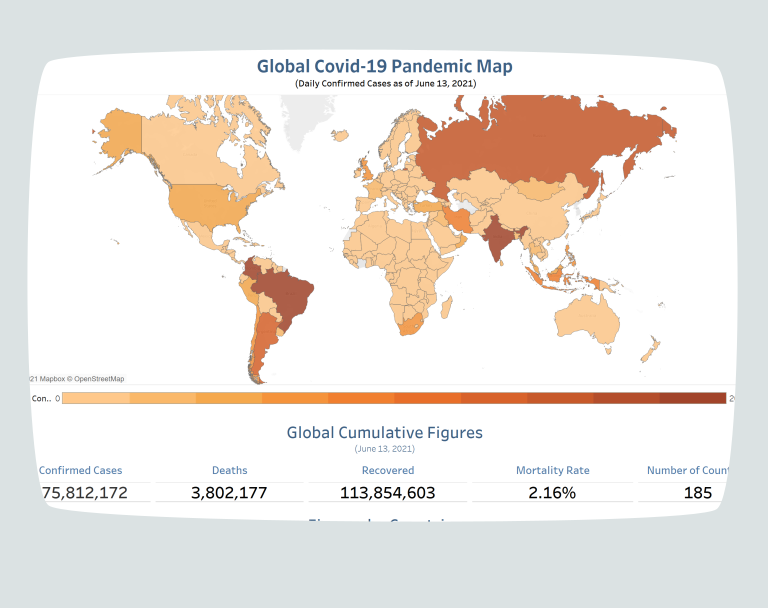 Global Covid-19 Pandemic Map
(Daily Confirmed Cases as of June 13, 2021)
21 Mapbox © OpenStreetMap
Con.. 0 2
Global Cumulative Figures
(June 13, 2021)
Confirmed Cases Deaths Recovered Mortality Rate Number of Coun
75,812,172 3,802,177 113,854,603 2.16% 185